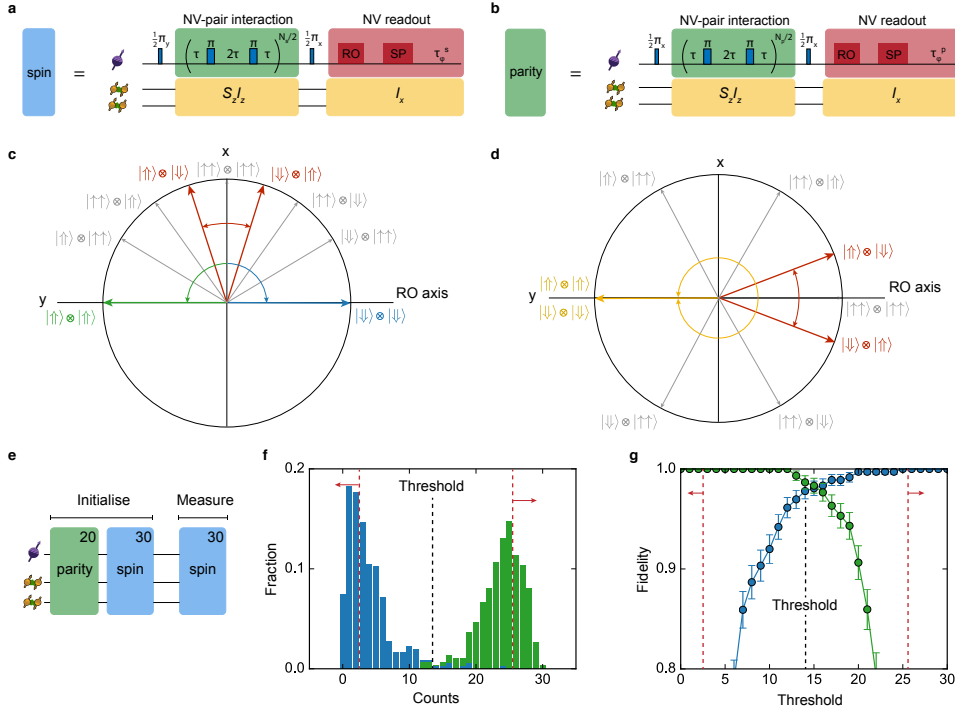 a
NV-pair interaction
NV readout
spin
=
½π_y
(τ π 2τ π τ)^{N_s/2}
½π_x
RO
SP
τ_φ^s
S_zI_z
I_x
b
NV-pair interaction
NV readout
parity
=
½π_x
(τ π 2τ π τ)^{N_s/2}
½π_x
RO
SP
τ_φ^p
S_zI_z
I_x
c
x
|⇑⟩⊗|⇓⟩
|↑↑⟩⊗|↑↑⟩
|⇓⟩⊗|⇑⟩
|↑↑⟩⊗|⇑⟩
|↑↑⟩⊗|⇓⟩
|⇑⟩⊗|↑↑⟩
|⇓⟩⊗|↑↑⟩
y
RO axis
|⇑⟩⊗|⇑⟩
|⇓⟩⊗|⇓⟩
d
x
|⇑⟩⊗|↑↑⟩
|↑↑⟩⊗|⇑⟩
|⇑⟩⊗|⇓⟩
|⇑⟩⊗|⇑⟩
y
RO axis
|⇓⟩⊗|⇓⟩
|↑↑⟩⊗|↑↑⟩
|⇓⟩⊗|⇑⟩
|⇓⟩⊗|↑↑⟩
|↑↑⟩⊗|⇓⟩
e
Initialise
Measure
20
30
30
parity
spin
spin
f
0.2
Threshold
0.1
Fraction
0.0
0
10
20
30
Counts
g
1.0
0.9
Fidelity
Threshold
0.8
0
5
10
15
20
25
30
Threshold